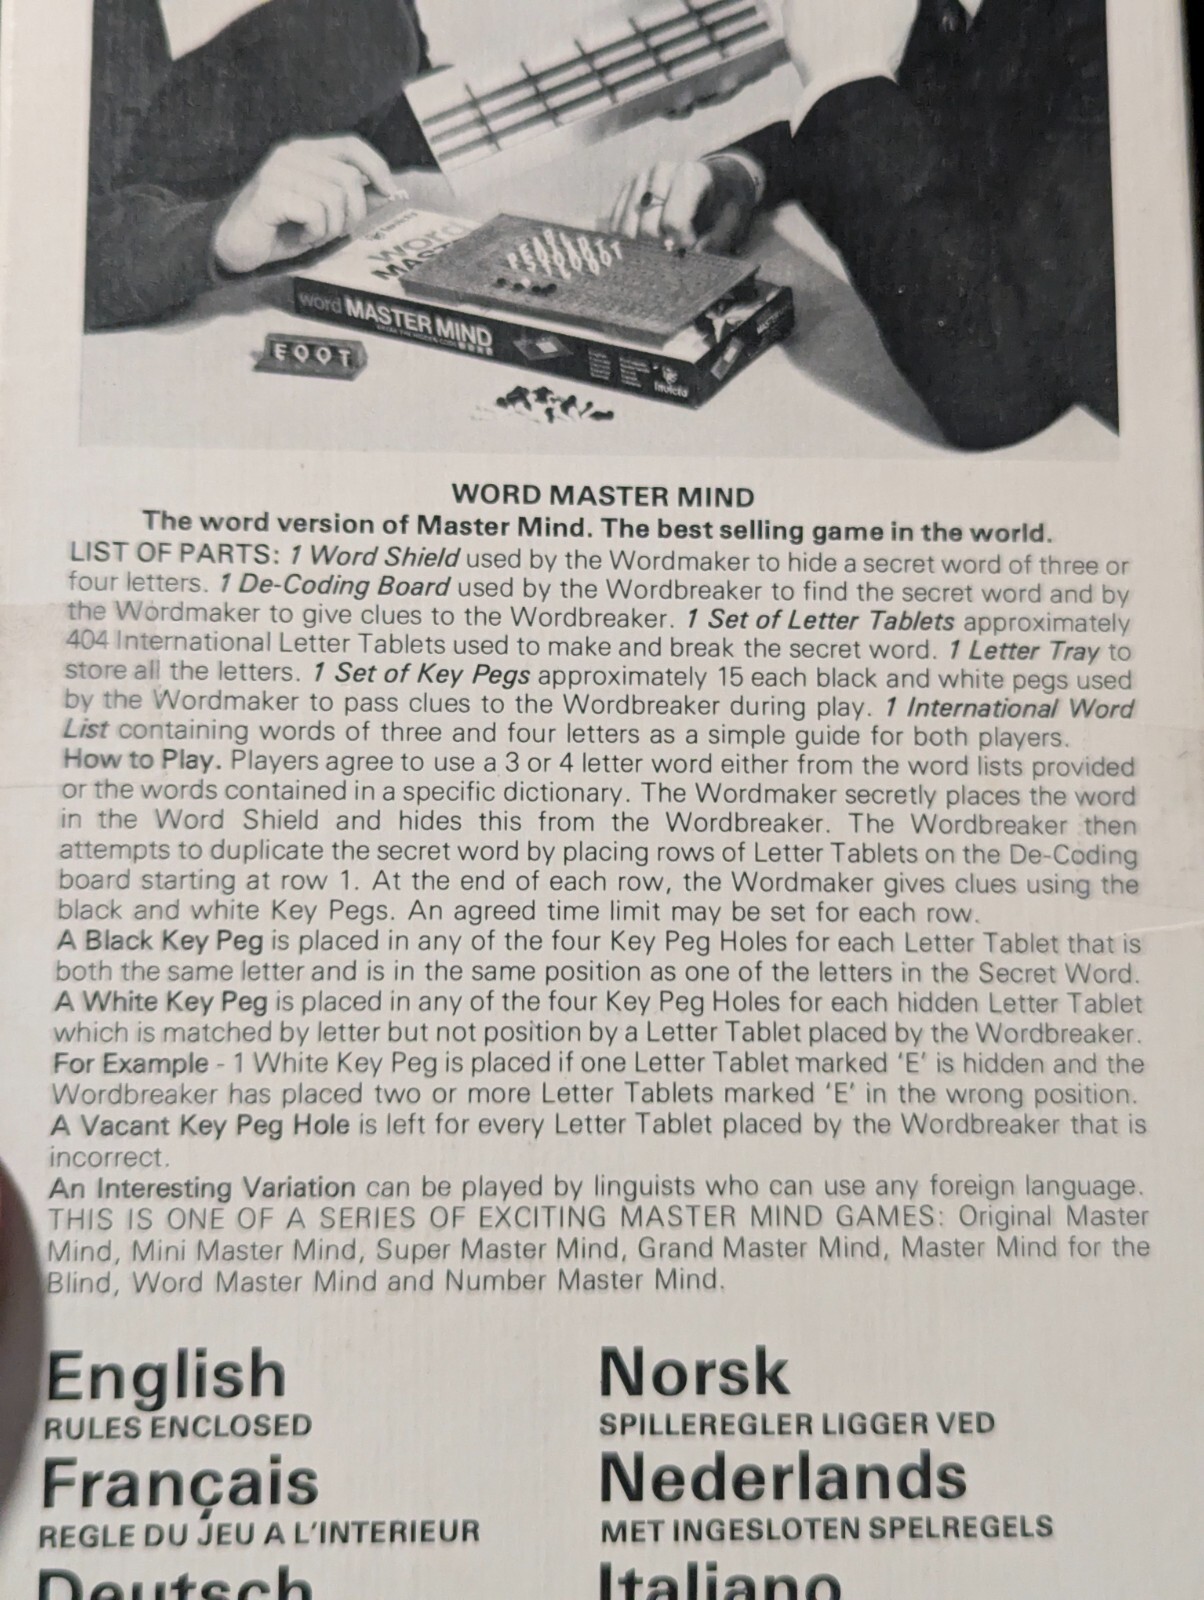 word
MASTER
word MASTER MIND
Invicta
FOOT
WORD MASTER MIND
The word version of Master Mind. The best selling game in the world.
LIST OF PARTS: 1 Word Shield used by the Wordmaker to hide a secret word of three or
four letters. 1 De-Coding Board used by the Wordbreaker to find the secret word and by
the Wordmaker to give clues to the Wordbreaker. 1 Set of Letter Tablets approximately
404 International Letter Tablets used to make and break the secret word. 1 Letter Tray to
store all the letters. 1 Set of Key Pegs approximately 15 each black and white pegs used
by the Wordmaker to pass clues to the Wordbreaker during play. 1 International Word
List containing words of three and four letters as a simple guide for both players.
How to Play. Players agree to use a 3 or 4 letter word either from the word lists provided
or the words contained in a specific dictionary. The Wordmaker secretly places the word
in the Word Shield and hides this from the Wordbreaker. The Wordbreaker then
attempts to duplicate the secret word by placing rows of Letter Tablets on the De-Coding
board starting at row 1. At the end of each row, the Wordmaker gives clues using the
black and white Key Pegs. An agreed time limit may be set for each row.
A Black Key Peg is placed in any of the four Key Peg Holes for each Letter Tablet that is
both the same letter and is in the same position as one of the letters in the Secret Word.
A White Key Peg is placed in any of the four Key Peg Holes for each hidden Letter Tablet
which is matched by letter but not position by a Letter Tablet placed by the Wordbreaker.
For Example - 1 White Key Peg is placed if one Letter Tablet marked 'E' is hidden and the
Wordbreaker has placed two or more Letter Tablets marked 'E' in the wrong position.
A Vacant Key Peg Hole is left for every Letter Tablet placed by the Wordbreaker that is
incorrect.
An Interesting Variation can be played by linguists who can use any foreign language.
THIS IS ONE OF A SERIES OF EXCITING MASTER MIND GAMES: Original Master
Mind, Mini Master Mind, Super Master Mind, Grand Master Mind, Master Mind for the
Blind, Word Master Mind and Number Master Mind.
English
RULES ENCLOSED
Français
REGLE DU JEU A L'INTERIEUR
Deutsch
Norsk
SPILLEREGLER LIGGER VED
Nederlands
MET INGESLOTEN SPELREGELS
Italiano